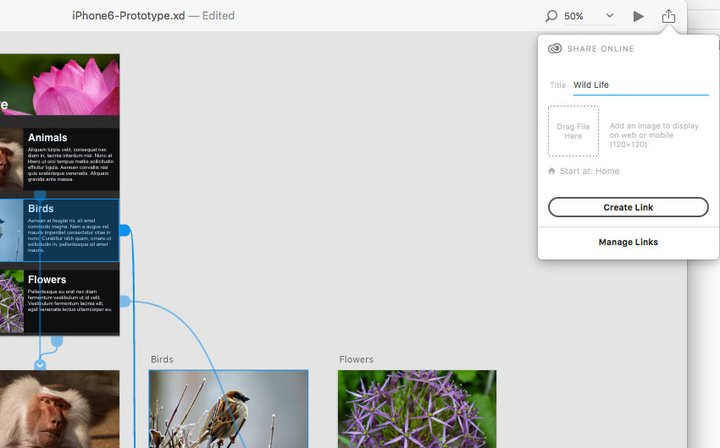 iPhone6-Prototype.xd — Edited
50%
SHARE ONLINE
Title Wild Life
Drag File
Here
Add an image to display
on web or mobile
(120×120)
Start at: Home
Create Link
Manage Links
re
Animals
Aliquam turpis velit, consequat nec
diam in, lacinia interdum nisi. Nunc at
libero ut orci tempus mattis sollicitudin
efficitur ligula. Aenean convallis nisl
quis scelerisque venenatis. Aliquam
gravida ante massa.
Birds
Aenean at feugiat mi, sit amet
commodo magna. Nam a augue vel
mauris imperdiet consectetur vitae in
nunc. Curabitur nibh quam, ornare ut
sollicitudin in, pellentesque sit amet
mauris.
Flowers
Pellentesque eu erat nec diam
fermentum vestibulum ut id velit.
Vestibulum fermentum lacinia elit,
eget venenatis lectus ullamcorper eu.
Birds
Flowers